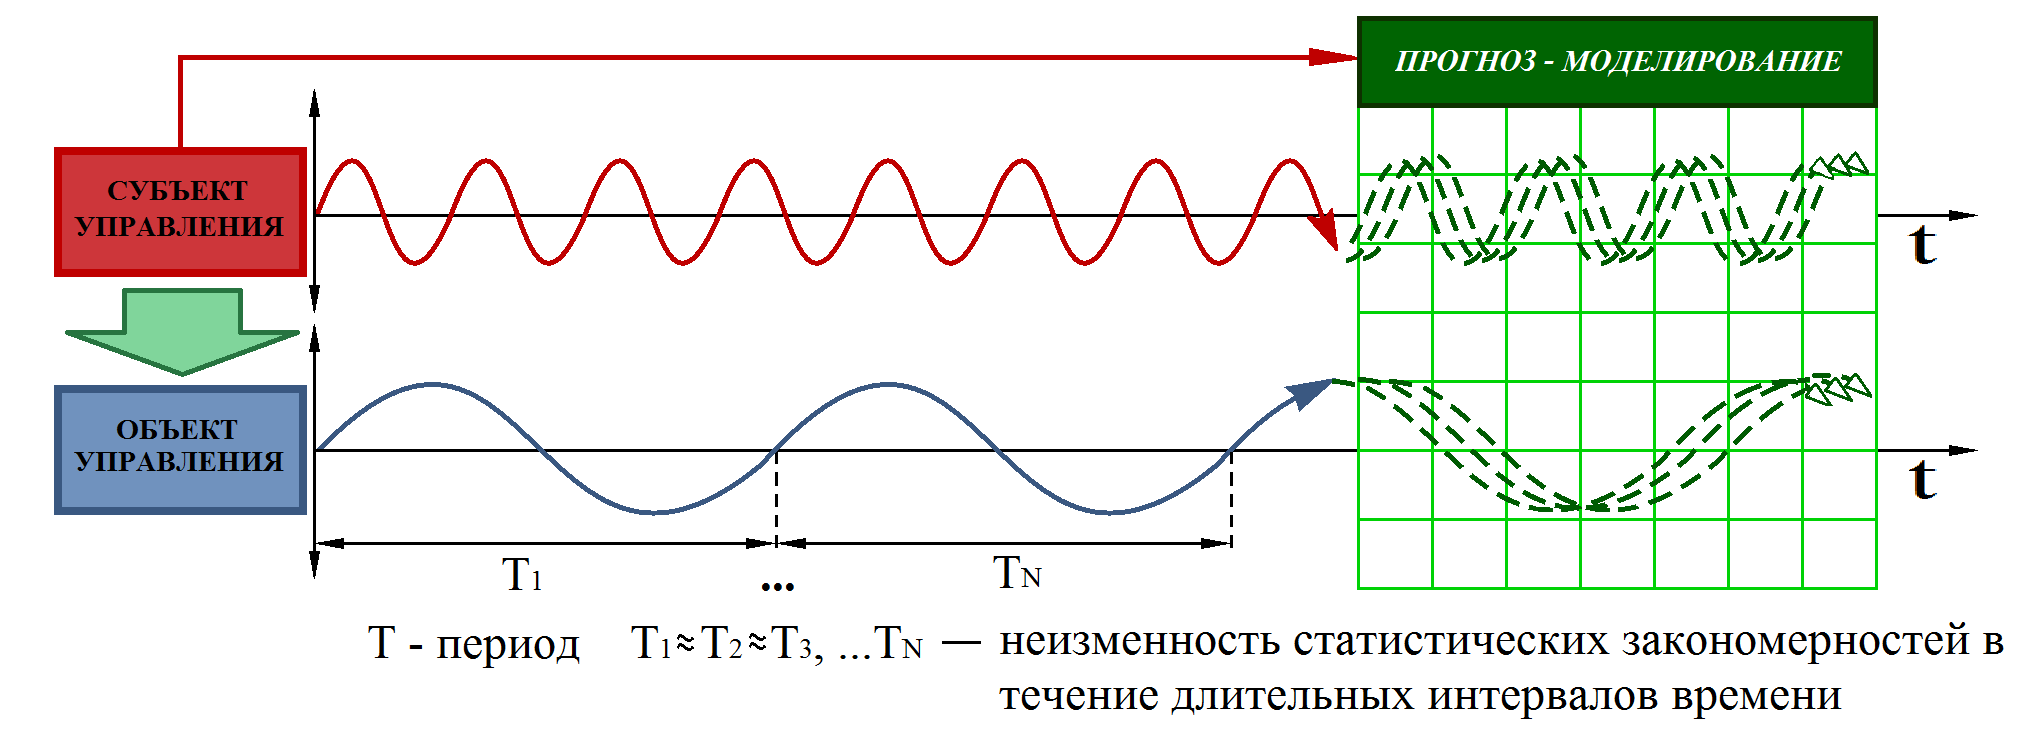 ПРОГНОЗ - МОДЕЛИРОВАНИЕ
СУБЪЕКТ
УПРАВЛЕНИЯ
t
ОБЪЕКТ
УПРАВЛЕНИЯ
t
T1 ... TN
T - период T1≈T2≈T3, ...TN — неизменность статистических закономерностей в
течение длительных интервалов времени